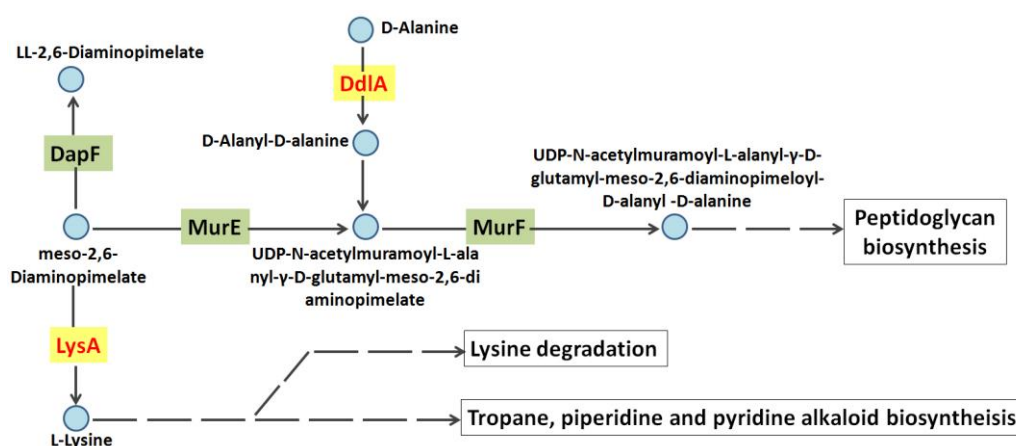 D-Alanine
LL-2,6-Diaminopimelate
DdlA
D-Alanyl-D-alanine
DapF
UDP-N-acetylmuramoyl-L-alanyl-γ-D-
glutamyl-meso-2,6-diaminopimeloyl-
D-alanyl -D-alanine
MurE
MurF
Peptidoglycan
biosynthesis
meso-2,6-
Diaminopimelate
UDP-N-acetylmuramoyl-L-ala
nyl-γ-D-glutamyl-meso-2,6-di
aminopimelate
LysA
Lysine degradation
L-Lysine
Tropane, piperidine and pyridine alkaloid biosyntheisis